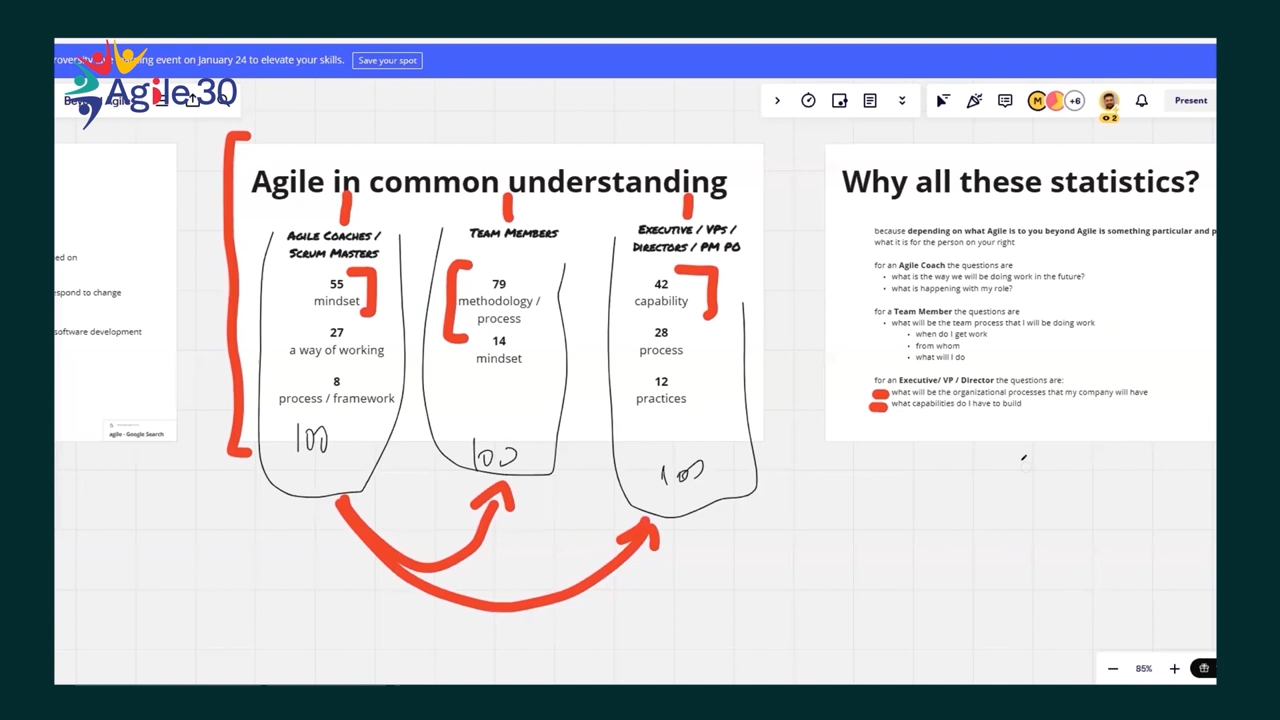 roversity
ning event on January 24 to elevate your skills.
Save your spot
Agile30
M
+6
2
Present
Agile in common understanding
AGILE COACHES /
SCRUM MASTERS
55
mindset
27
a way of working
8
process / framework
100
TEAM MEMBERS
79
methodology /
process
14
mindset
100
EXECUTIVE / VPS /
DIRECTORS / PM PO
42
capability
28
process
12
practices
100
ed on
spond to change
software development
agile - Google Search
Why all these statistics?
because depending on what Agile is to you beyond Agile is something particular and p
what it is for the person on your right
for an Agile Coach the questions are
what is the way we will be doing work in the future?
what is happening with my role?
for a Team Member the questions are
what will be the team process that I will be doing work
when do I get work
from whom
what will I do
for an Executive/ VP / Director the questions are:
what will be the organizational processes that my company will have
what capabilities do I have to build
85%